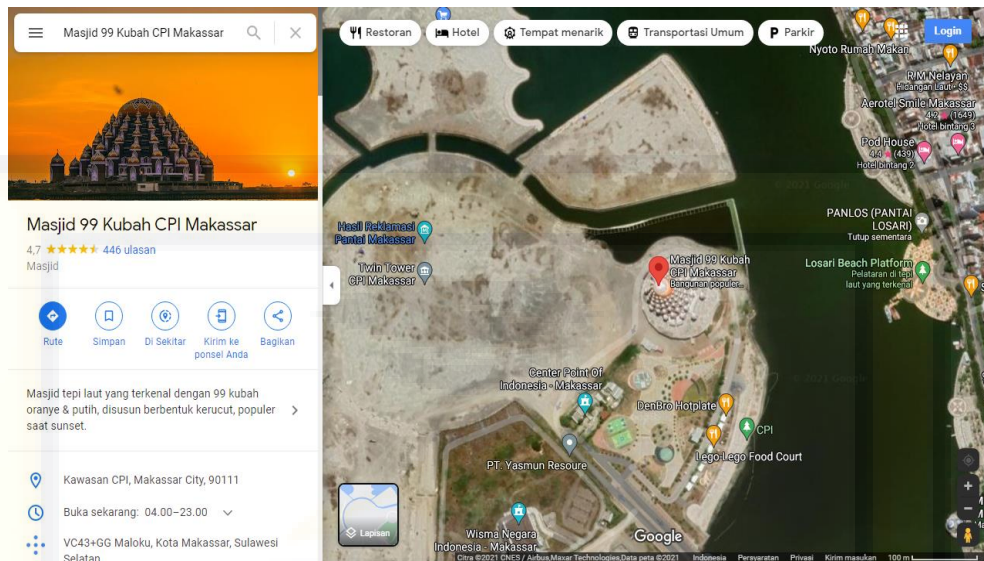 Masjid 99 Kubah CPI Makassar
Masjid 99 Kubah CPI Makassar
4,7
446 ulasan
Masjid
Rute
Simpan
Di Sekitar
Kirim ke
ponsel Anda
Bagikan
Masjid tepi laut yang terkenal dengan 99 kubah
oranye & putih, disusun berbentuk kerucut, populer
saat sunset.
Kawasan CPI, Makassar City, 90111
Buka sekarang: 04.00–23.00
VC43+GG Maloku, Kota Makassar, Sulawesi
Selatan
Restoran
Hotel
Tempat menarik
Transportasi Umum
P Parkir
Login
Nyoto Rumah Makan
R.M Nelayan
Hidangan Laut • $$
Aerotel Smile Makassar
4.2 (1649)
Hotel bintang 3
Pod House
4.4 (439)
Hotel bintang 2
© 2021 Google
PANLOS (PANTAI
LOSARI)
Tutup sementara
Hasil Reklamasi
Pantai Makassar
Twin Tower
CPI Makassar
Masjid 99 Kubah
CPI Makassar
Bangunan populer...
Losari Beach Platform
Pelataran di tepi
laut yang terkenal
Center Point Of
Indonesia - Makassar
© 2021 Google
DenBro Hotplate
CPI
Lego-Lego Food Court
PT. Yasmun Resoure
Lapisan
Wisma Negara
Indonesia - Makassar
Google
Citra ©2021 CNES / Airbus,Maxar Technologies,Data peta ©2021
Indonesia
Persyaratan
Privasi
Kirim masukan
100 m